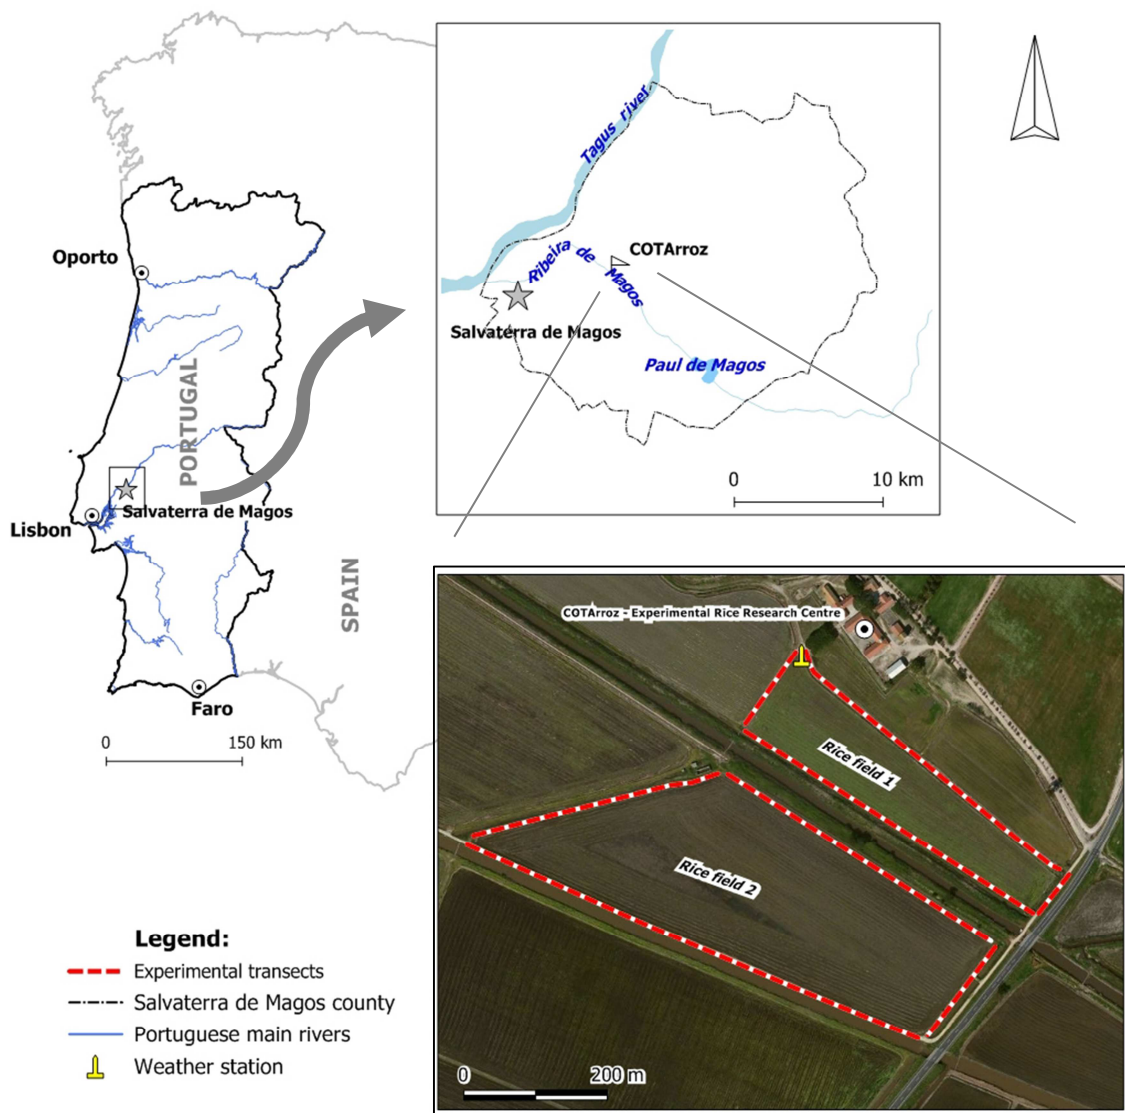 Oporto
PORTUGAL
Salvaterra de Magos
Lisbon
SPAIN
Faro
0 150 km
Tagus river
Ribeira de Magos
COTArroz
Salvaterra de Magos
Paul de Magos
0 10 km
COTArroz - Experimental Rice Research Centre
Rice field 1
Rice field 2
0 200 m
Legend:
Experimental transects
Salvaterra de Magos county
Portuguese main rivers
Weather station